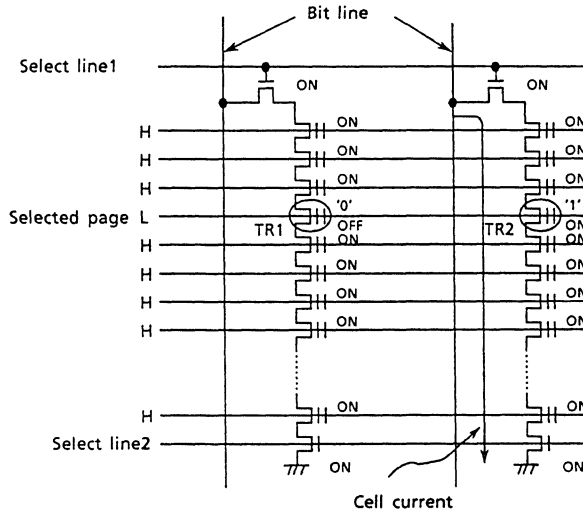 Bit line
Select line1
ON ON
H ON ON
H ON ON
H ON ON
Selected page L '0' '1'
TR1 OFF TR2 ON
H ON ON
H ON ON
H ON ON
H ON ON
H ON ON
Select line2
ON ON
Cell current